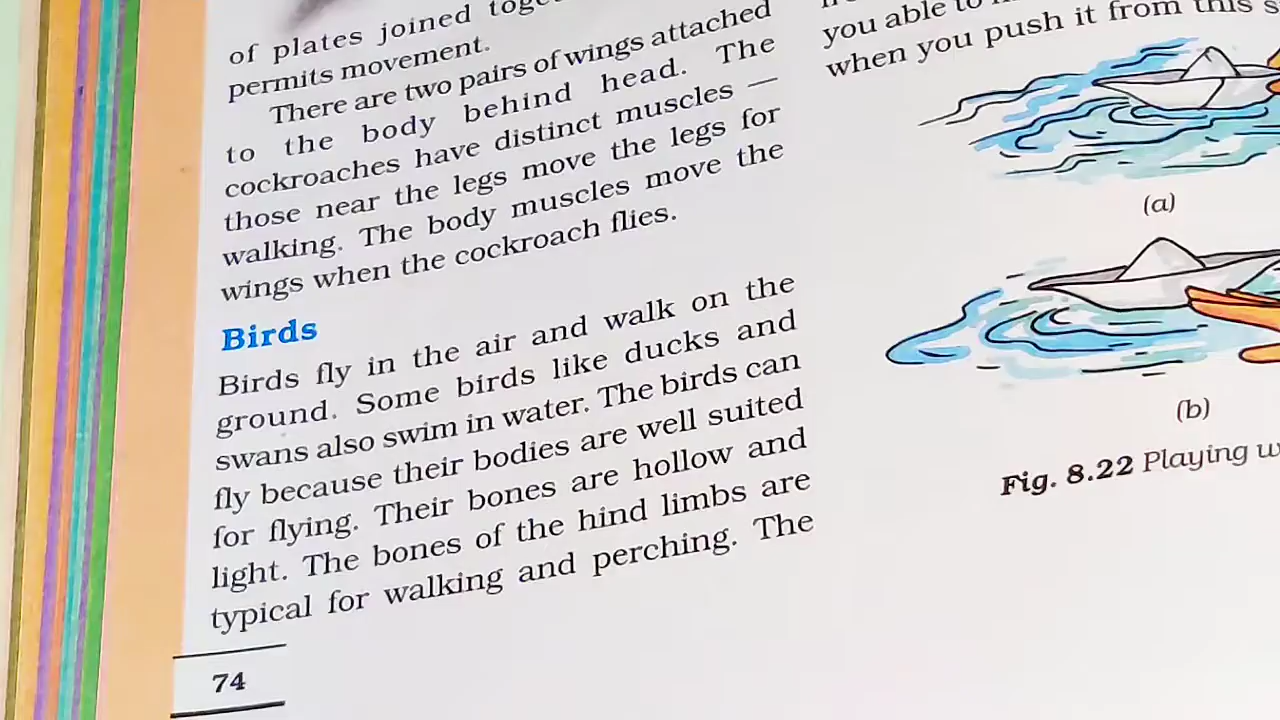 of plates joined
permits movement.
There are two pairs of wings attached
to the body behind head. The
cockroaches have distinct muscles —
those near the legs move the legs for
walking. The body muscles move the
wings when the cockroach flies.
Birds
Birds fly in the air and walk on the
ground. Some birds like ducks and
swans also swim in water. The birds can
fly because their bodies are well suited
for flying. Their bones are hollow and
light. The bones of the hind limbs are
typical for walking and perching. The
74
you able to
when you push it from this
(a)
(b)
Fig. 8.22 Playing